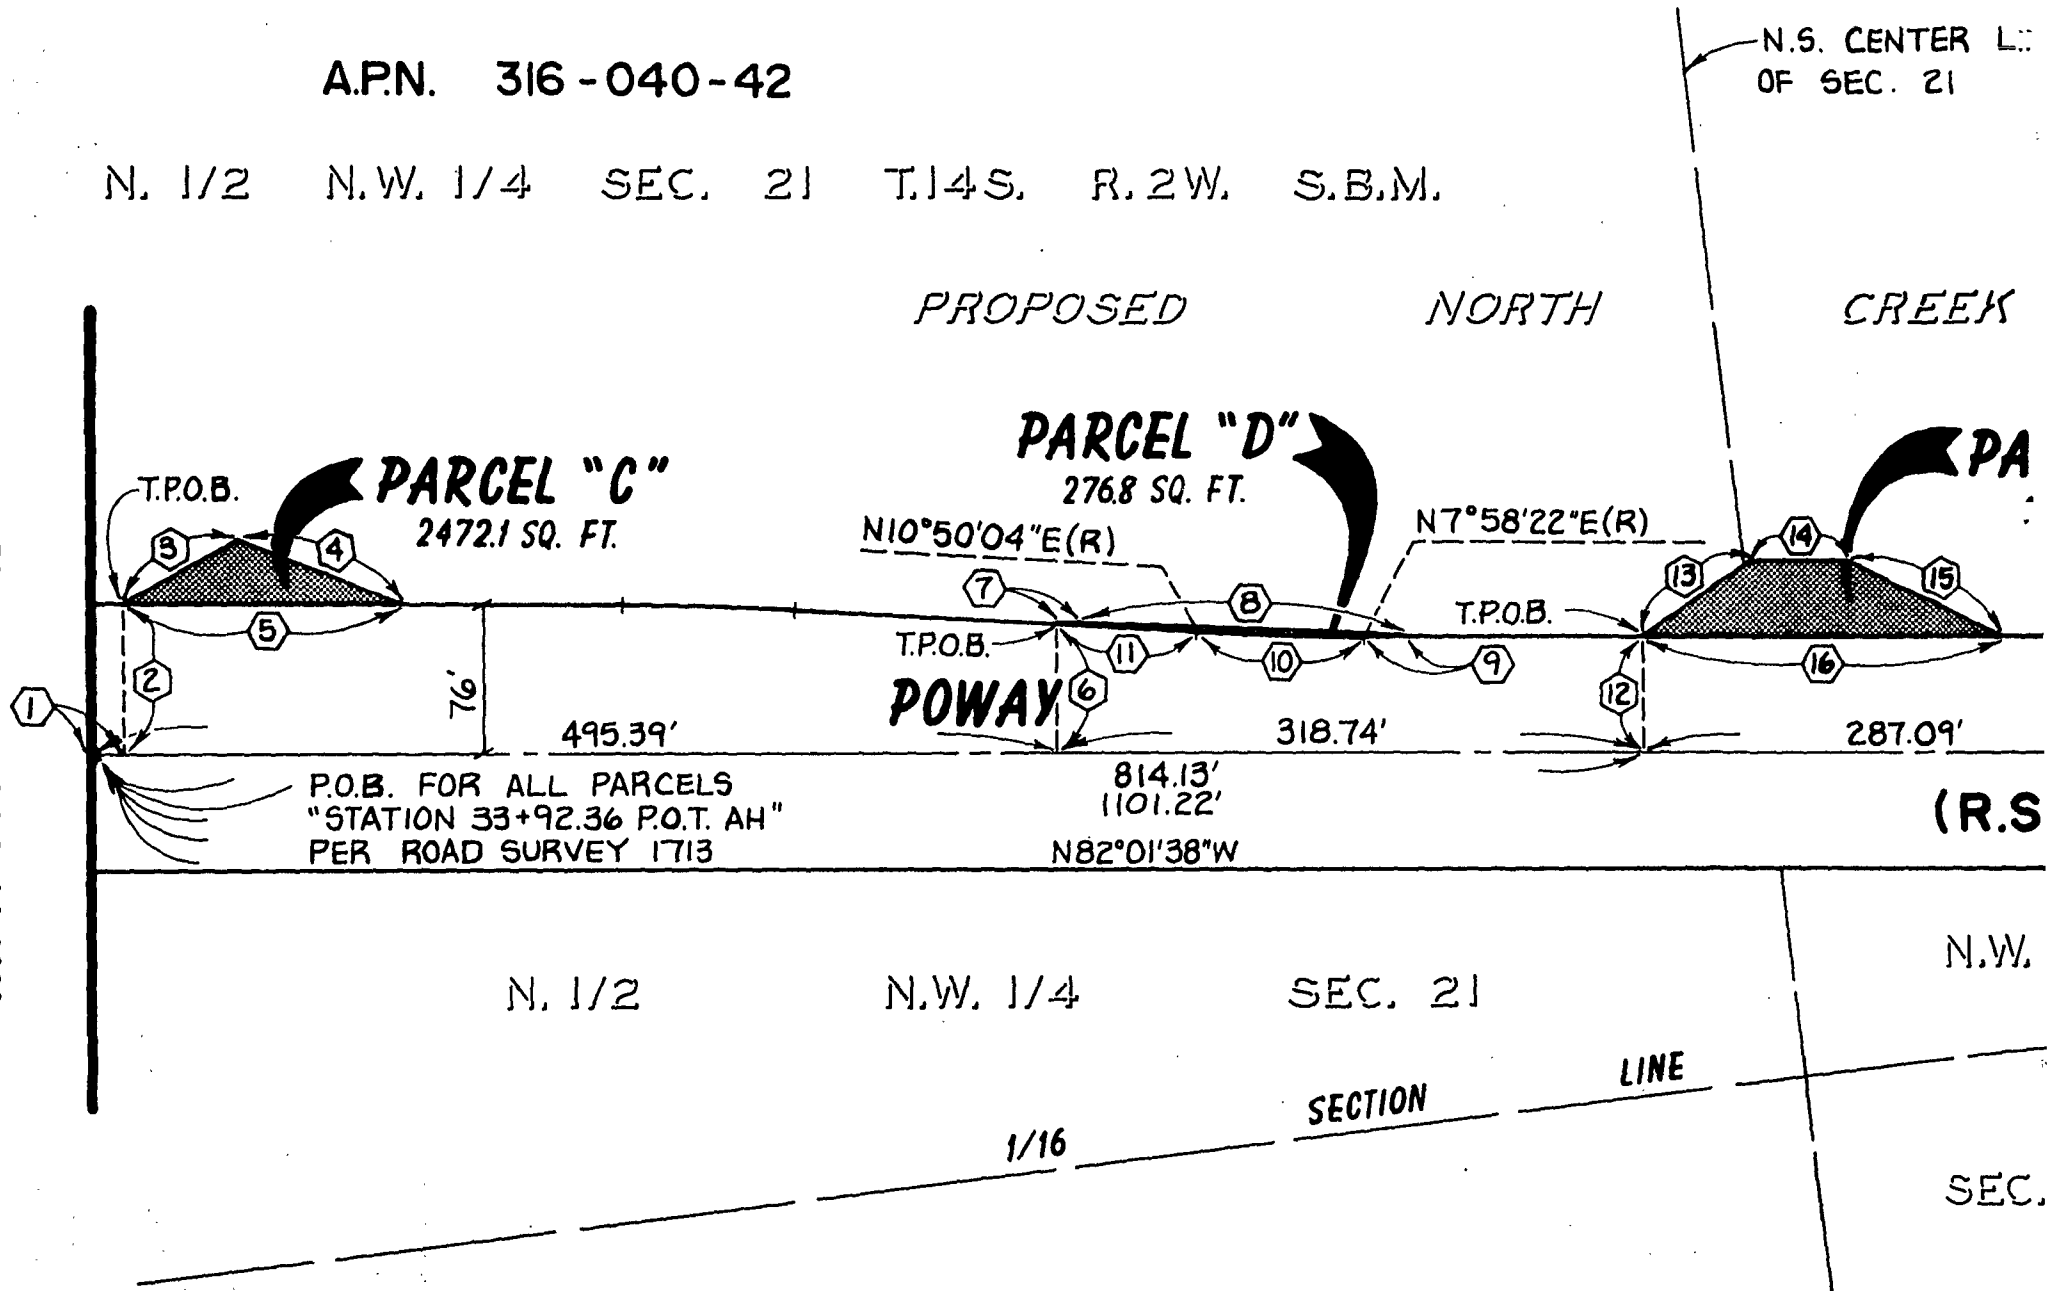 N.S. CENTER
OF SEC. 21
A.P.N. 316-040-42
N. 1/2 N.W. 1/4 SEC. 21 T.14S. R.2W. S.B.M.
PROPOSED NORTH CREEK
PARCEL "D"
276.8 SQ. FT.
PARCEL "C"
2472.1 SQ. FT.
PA
T.P.O.B.
N10°50'04"E(R)
N7°58'22"E(R)
3
4
14
13
15
7
8
T.P.O.B.
5
T.P.O.B.
11
10
9
16
2
1
76'
POWAY
6
12
495.39'
318.74'
287.09'
P.O.B. FOR ALL PARCELS
"STATION 33+92.36 P.O.T. AH"
PER ROAD SURVEY 1713
814.13'
1101.22'
N82°01'38"W
(R.S
N. 1/2 N.W. 1/4 SEC. 21
N.W.
1/16 SECTION LINE
SEC.